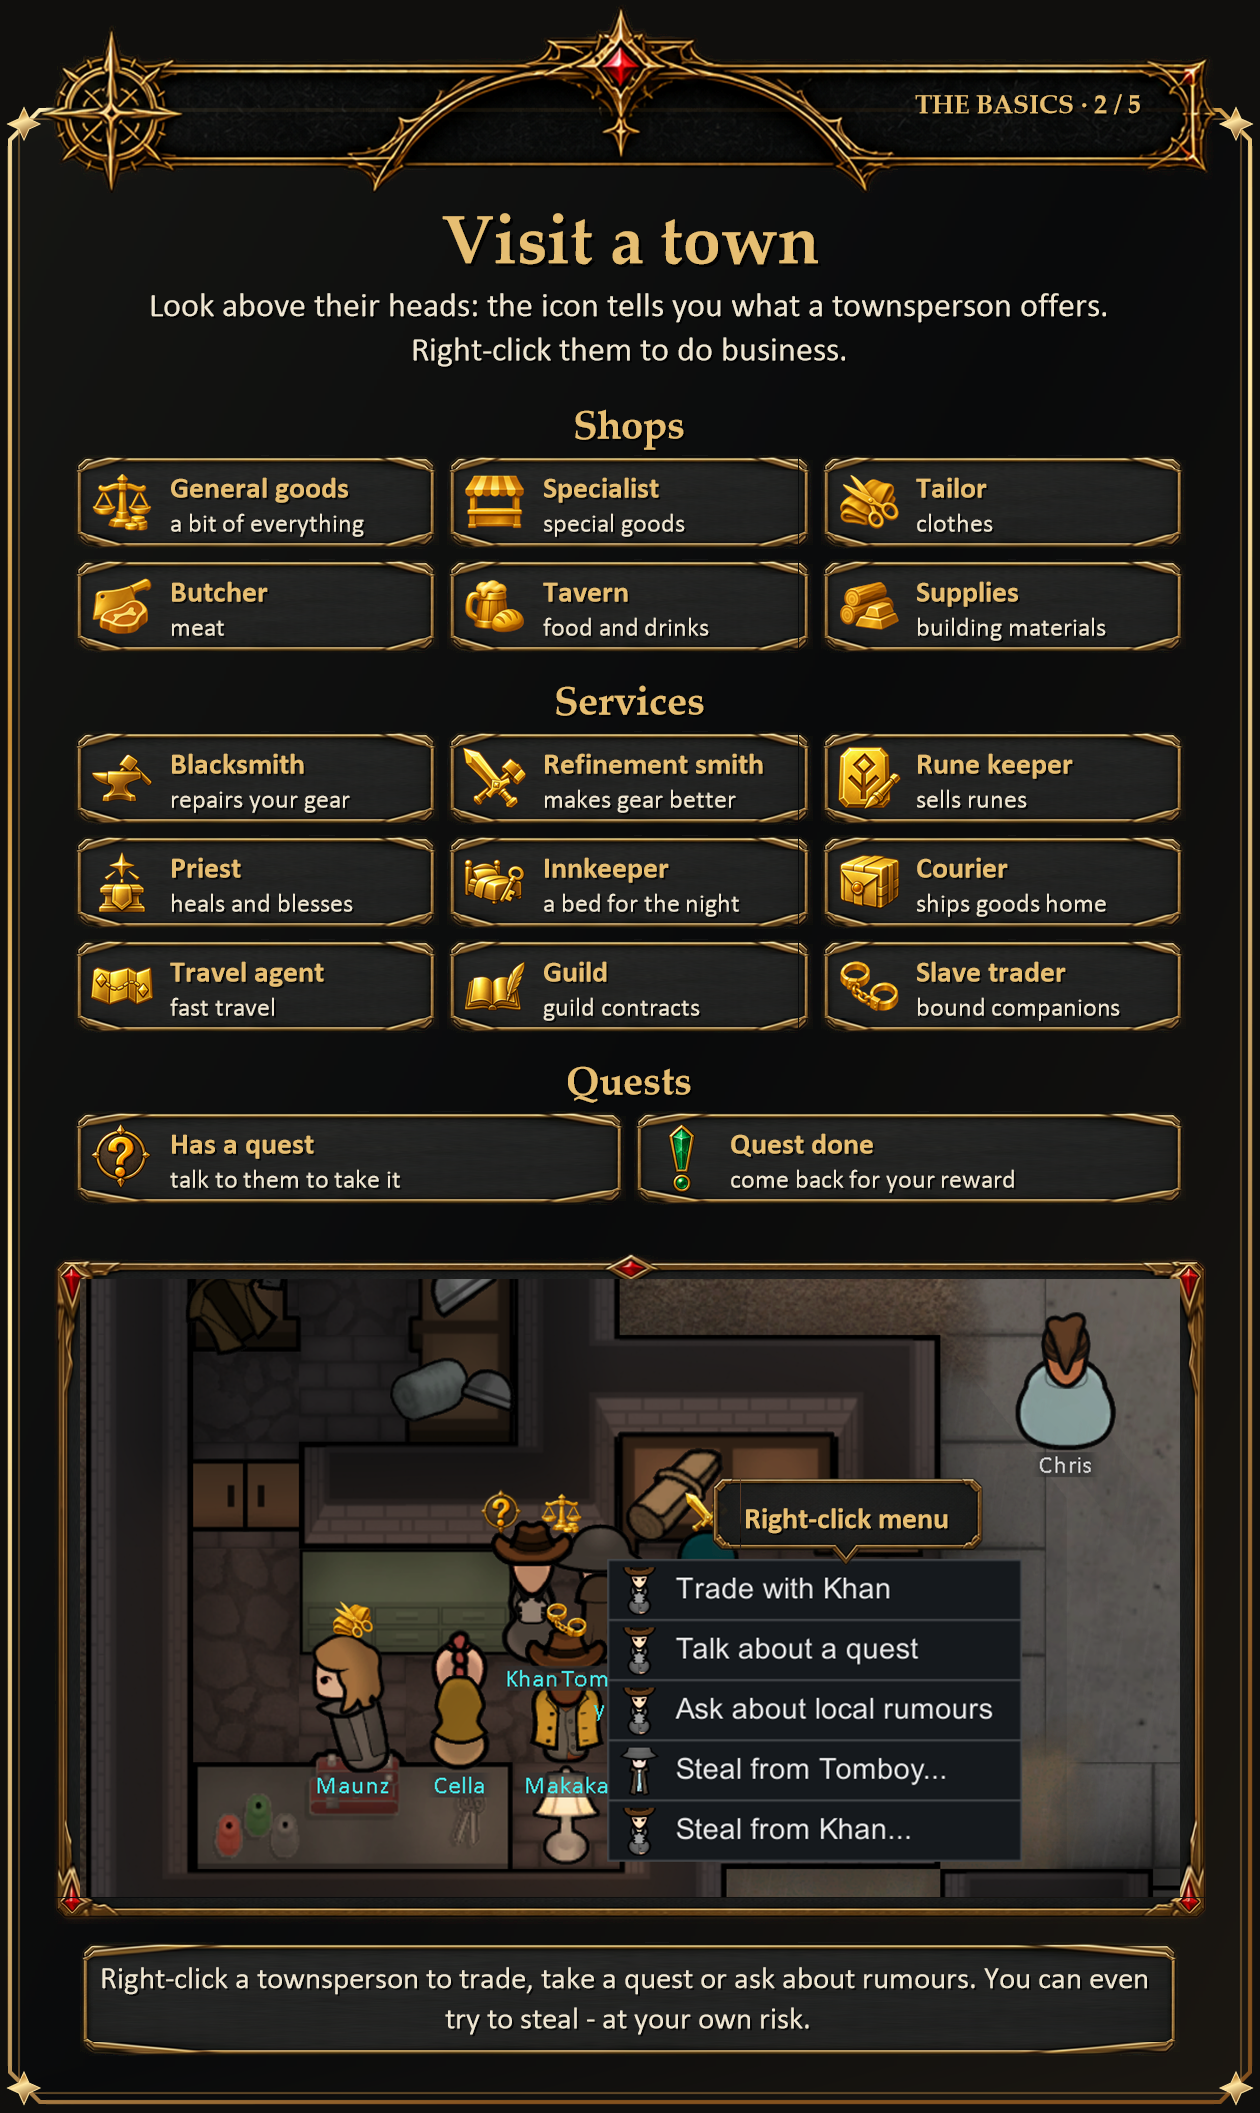 THE BASICS · 2 / 5
Visit a town
Look above their heads: the icon tells you what a townsperson offers.
Right-click them to do business.
Shops
General goods
a bit of everything
Specialist
special goods
Tailor
clothes
Butcher
meat
Tavern
food and drinks
Supplies
building materials
Services
Blacksmith
repairs your gear
Refinement smith
makes gear better
Rune keeper
sells runes
Priest
heals and blesses
Innkeeper
a bed for the night
Courier
ships goods home
Travel agent
fast travel
Guild
guild contracts
Slave trader
bound companions
Quests
Has a quest
talk to them to take it
Quest done
come back for your reward
Chris
Right-click menu
Trade with Khan
Talk about a quest
Ask about local rumours
Steal from Tomboy...
Steal from Khan...
Khan Tom
y
Maunz
Cella
Makaka
Right-click a townsperson to trade, take a quest or ask about rumours. You can even
try to steal - at your own risk.